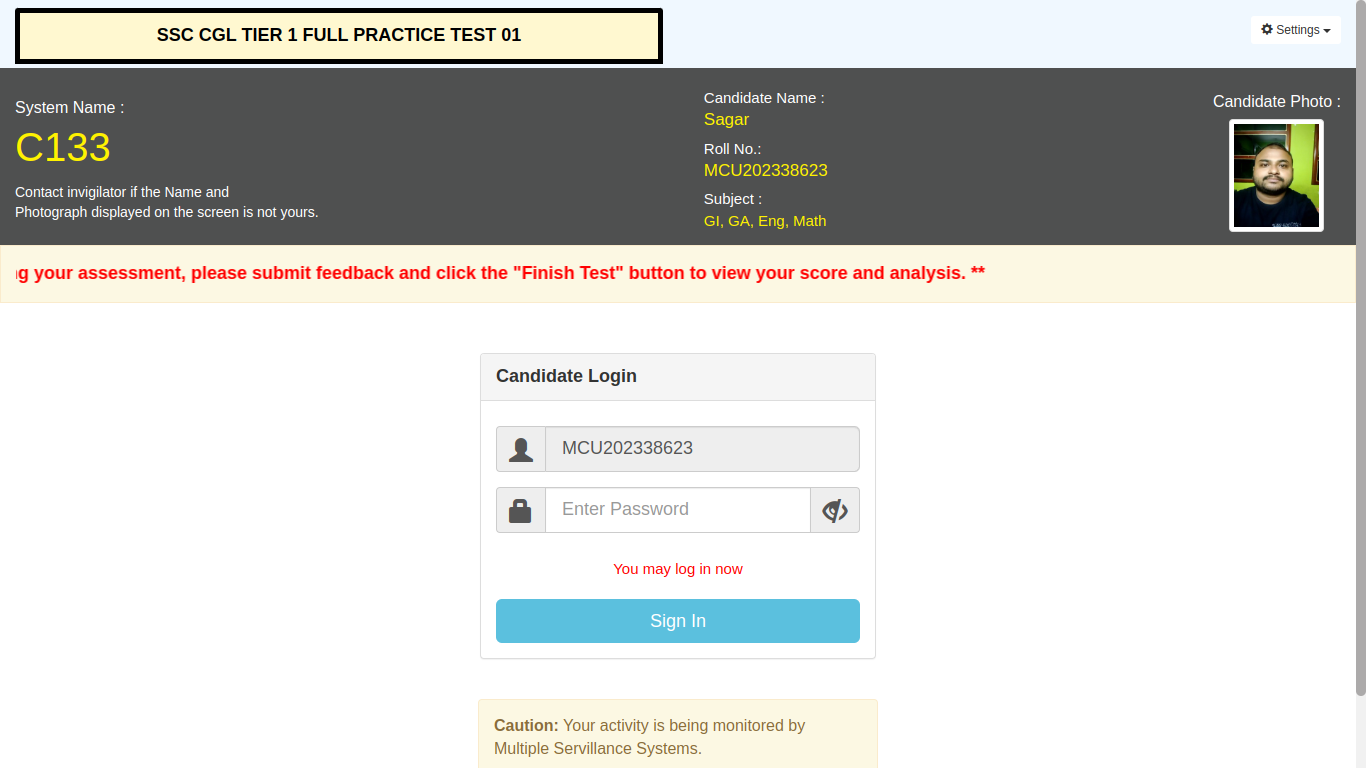 SSC CGL TIER 1 FULL PRACTICE TEST 01
Settings
System Name :
C133
Contact invigilator if the Name and
Photograph displayed on the screen is not yours.
Candidate Name :
Sagar
Roll No.:
MCU202338623
Subject :
GI, GA, Eng, Math
Candidate Photo :
your assessment, please submit feedback and click the "Finish Test" button to view your score and analysis. **
Candidate Login
MCU202338623
Enter Password
You may log in now
Sign In
Caution: Your activity is being monitored by
Multiple Servillance Systems.